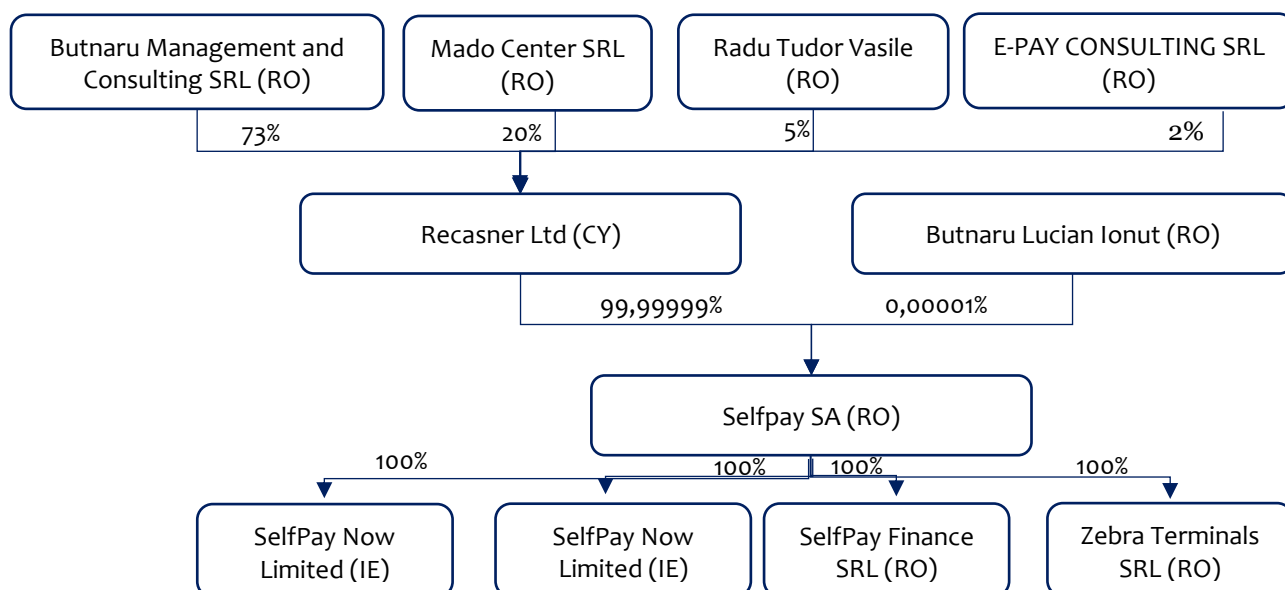 Butnaru Management and
Consulting SRL (RO)
Mado Center SRL
(RO)
Radu Tudor Vasile
(RO)
E-PAY CONSULTING SRL
(RO)
73%
20%
5%
2%
Recasner Ltd (CY)
Butnaru Lucian Ionut (RO)
99,99999%
0,00001%
Selfpay SA (RO)
100%
100%
100%
100%
SelfPay Now
Limited (IE)
SelfPay Now
Limited (IE)
SelfPay Finance
SRL (RO)
Zebra Terminals
SRL (RO)